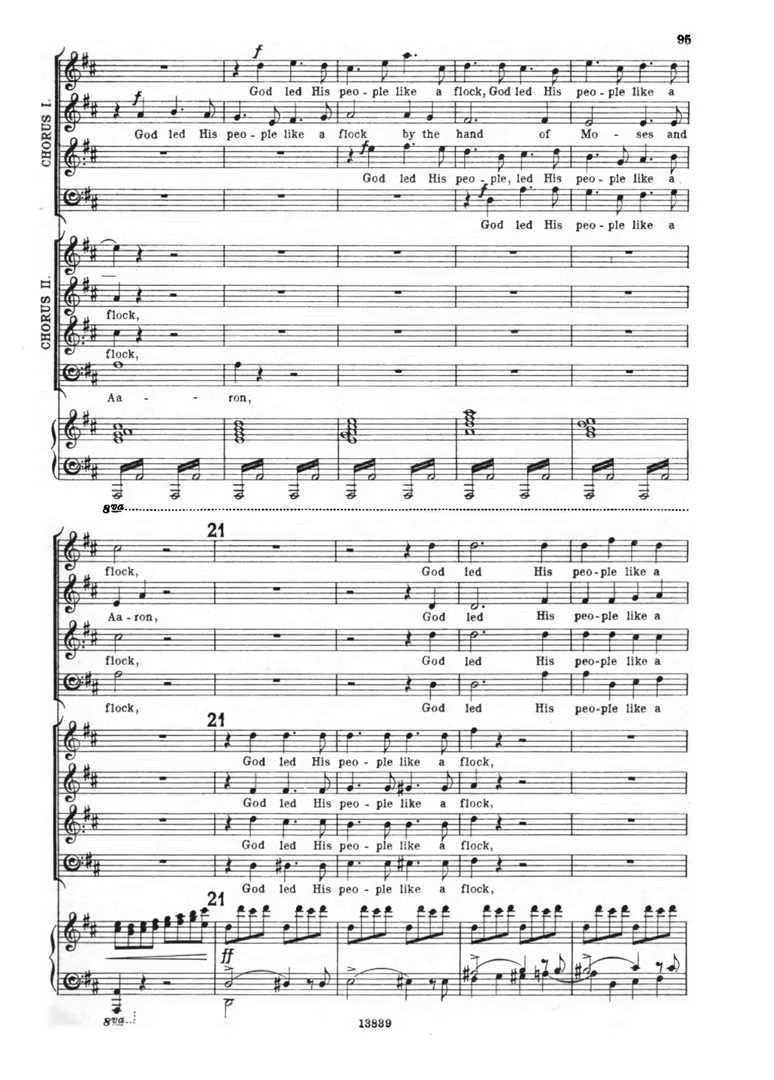 95
CHORUS I.
f
God led His peo - ple like a flock, God led His peo - ple like a
f
God led His peo - ple like a flock by the hand of Mo - ses and
f
God led His peo - ple, led His peo - ple like a
f
God led His peo - ple like a
CHORUS II.
flock,
flock,
Aa - - ron,
8va
21
flock, God led His peo-ple like a
Aa - ron, God led His peo-ple like a
flock, God led His peo-ple like a
flock, God led His peo-ple like a
21
God led His peo - ple like a flock,
God led His peo - ple like a flock,
God led His peo - ple like a flock,
God led His peo - ple like a flock,
21
ff
8va
13839